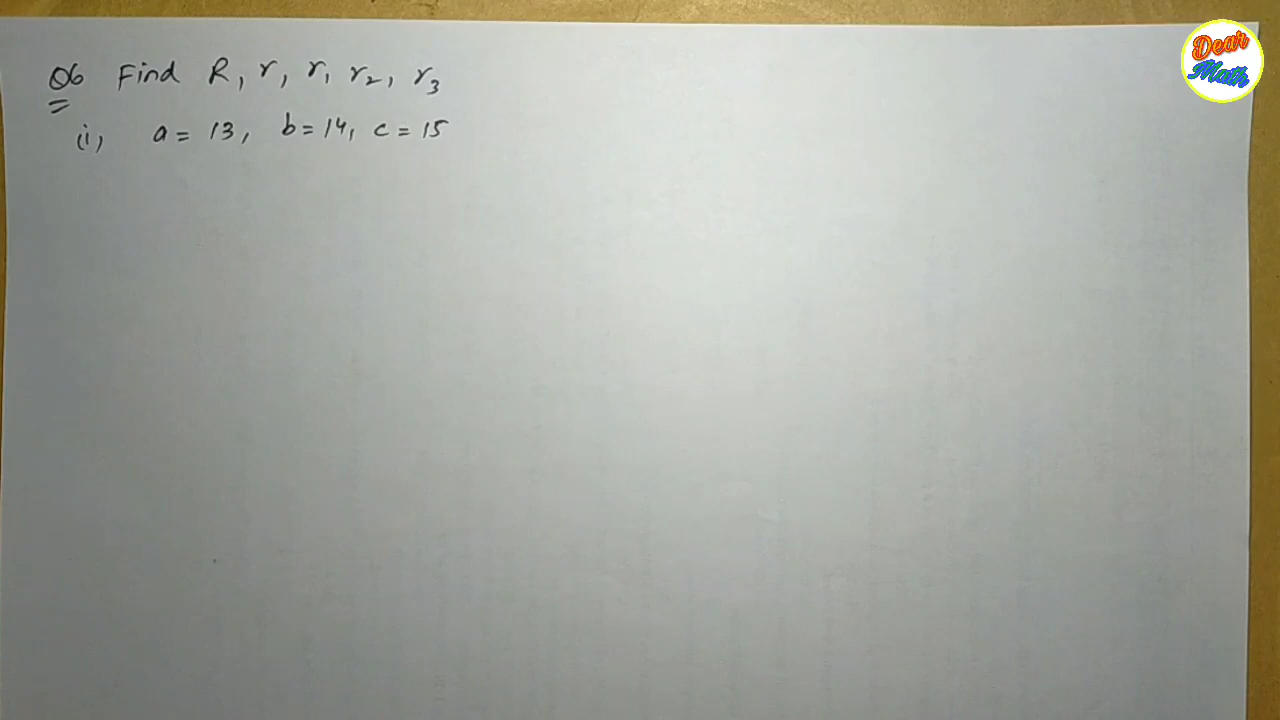 Q6 Find R, r, r₁, r₂, r₃
(i) a = 13, b = 14, c = 15
Dear
Math